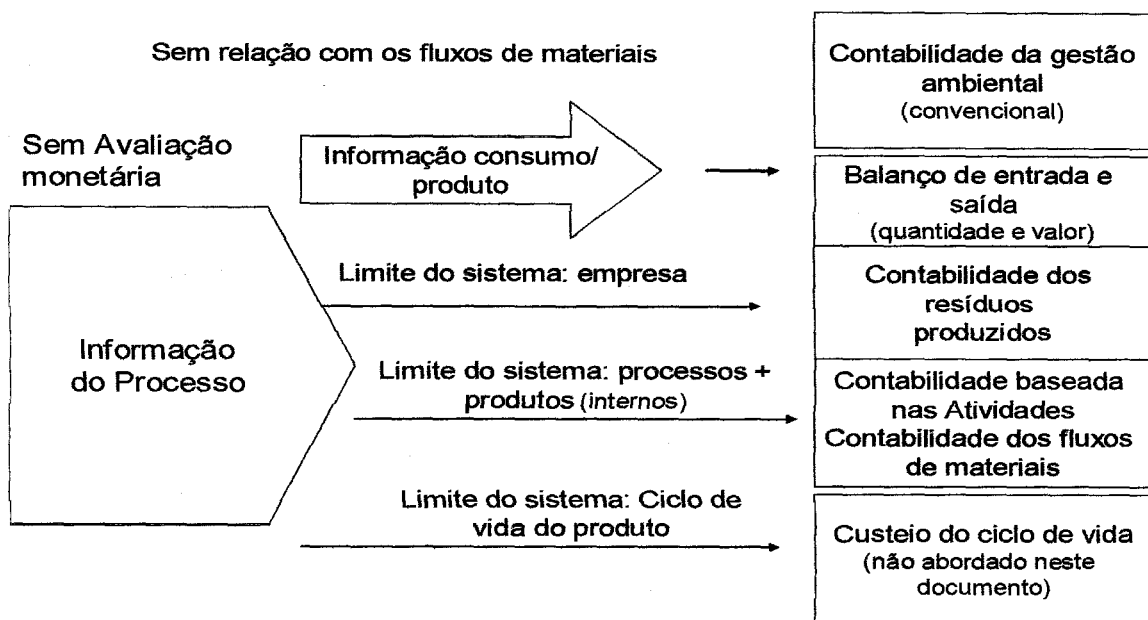 Sem relação com os fluxos de materiais
Contabilidade da gestão
ambiental
(convencional)
Sem Avaliação
monetária
Informação consumo/
produto
Balanço de entrada e
saída
(quantidade e valor)
Limite do sistema: empresa
Contabilidade dos
resíduos
produzidos
Informação
do Processo
Limite do sistema: processos +
produtos (internos)
Contabilidade baseada
nas Atividades
Contabilidade dos fluxos
de materiais
Limite do sistema: Ciclo de
vida do produto
Custeio do ciclo de vida
(não abordado neste
documento)